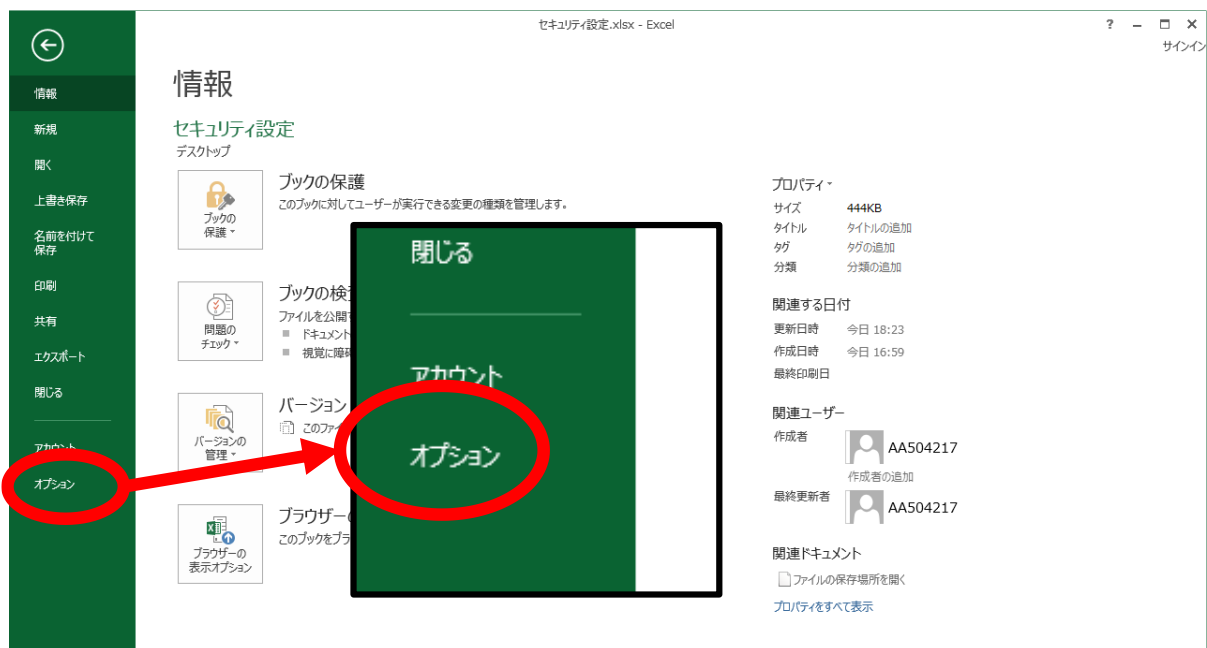 セキュリティ設定.xlsx - Excel
? – □ ×
サインイン
情報
新規
開く
上書き保存
名前を付けて
保存
印刷
共有
エクスポート
閉じる
アカウント
オプション
情報
セキュリティ設定
デスクトップ
ブックの
保護
ブックの保護
このブックに対してユーザーが実行できる変更の種類を管理します。
問題の
チェック
ブックの検
ファイルを公開
ドキュメント
視覚に障
バージョンの
管理
バージョン
このファ
ブラウザーの
表示オプション
ブラウザー
このブックをブラ
閉じる
アカウント
オプション
プロパティ
サイズ 444KB
タイトル タイトルの追加
タグ タグの追加
分類 分類の追加
関連する日付
更新日時 今日 18:23
作成日時 今日 16:59
最終印刷日
関連ユーザー
作成者 AA504217
作成者の追加
最終更新者 AA504217
関連ドキュメント
ファイルの保存場所を開く
プロパティをすべて表示